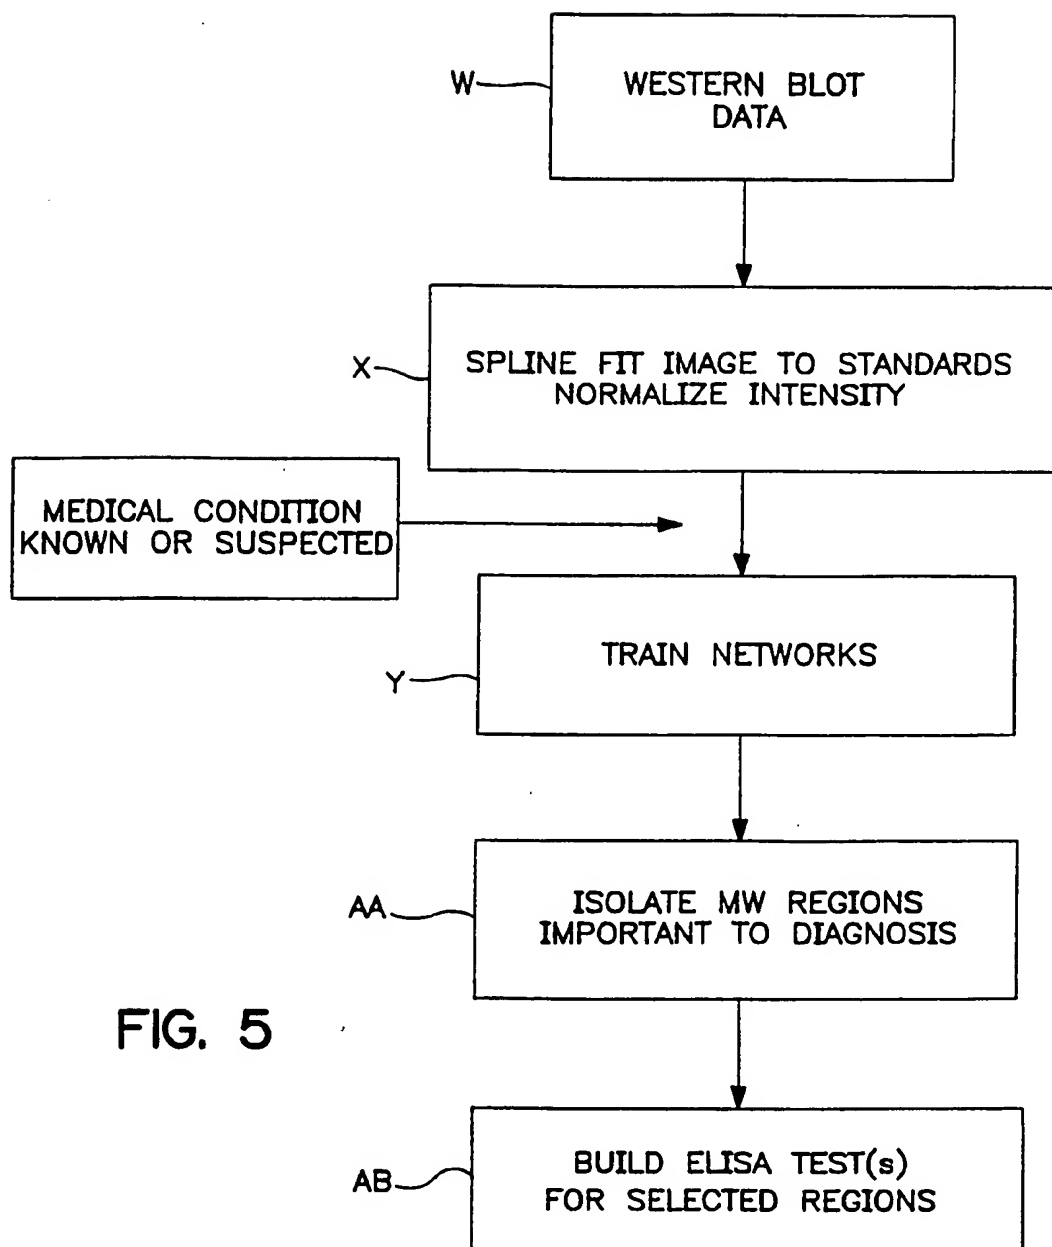 W
WESTERN BLOT
DATA
X
SPLINE FIT IMAGE TO STANDARDS
NORMALIZE INTENSITY
MEDICAL CONDITION
KNOWN OR SUSPECTED
TRAIN NETWORKS
Y
AA
ISOLATE MW REGIONS
IMPORTANT TO DIAGNOSIS
FIG. 5
AB
BUILD ELISA TEST(s)
FOR SELECTED REGIONS